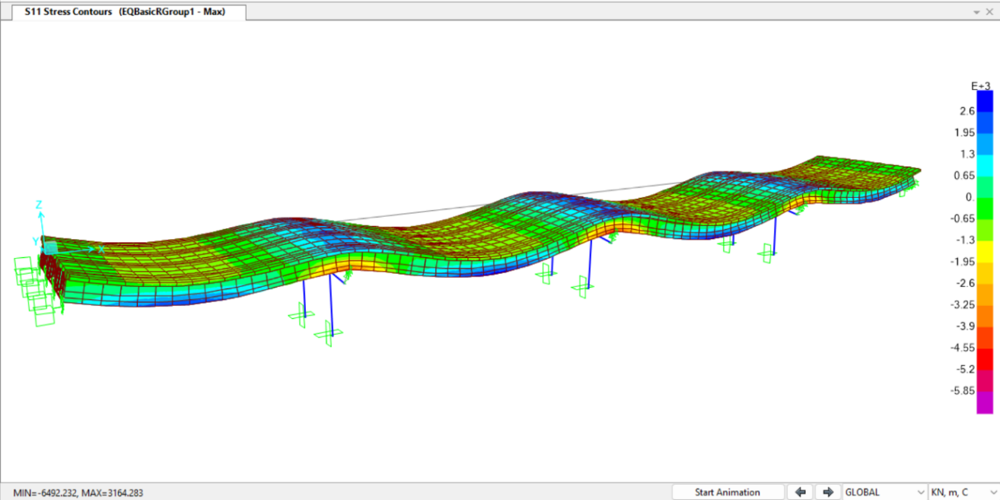 S11 Stress Contours (EQBasicRGroup1 - Max)
E+3
2.6
1.95
1.3
0.65
0.
-0.65
-1.3
-1.95
-2.6
-3.25
-3.9
-4.55
-5.2
-5.85
Z
Y
X
MIN=-6492.232, MAX=3164.283
Start Animation
GLOBAL
KN, m, C